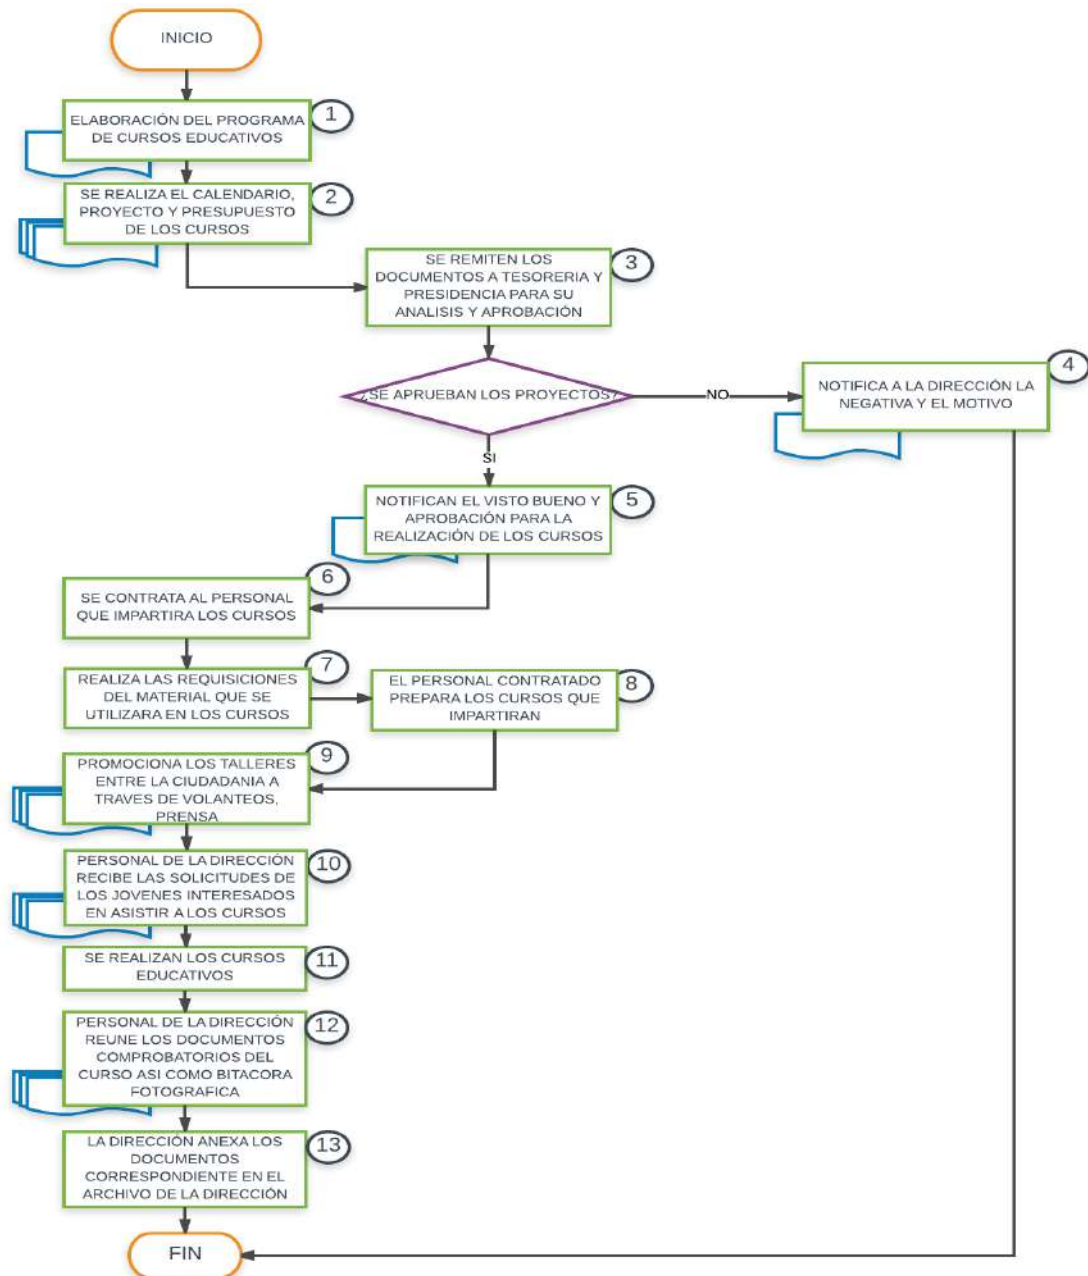 INICIO
1
ELABORACIÓN DEL PROGRAMA
DE CURSOS EDUCATIVOS
2
SE REALIZA EL CALENDARIO,
PROYECTO Y PRESUPUESTO
DE LOS CURSOS
3
SE REMITEN LOS
DOCUMENTOS A TESORERIA Y
PRESIDENCIA PARA SU
ANALISIS Y APROBACIÓN
¿SE APRUEBAN LOS PROYECTOS?
NO
4
NOTIFICA A LA DIRECCIÓN LA
NEGATIVA Y EL MOTIVO
SI
5
NOTIFICAN EL VISTO BUENO Y
APROBACIÓN PARA LA
REALIZACIÓN DE LOS CURSOS
6
SE CONTRATA AL PERSONAL
QUE IMPARTIRA LOS CURSOS
7
REALIZA LAS REQUISICIONES
DEL MATERIAL QUE SE
UTILIZARA EN LOS CURSOS
8
EL PERSONAL CONTRATADO
PREPARA LOS CURSOS QUE
IMPARTIRAN
9
PROMOCIONA LOS TALLERES
ENTRE LA CIUDADANIA A
TRAVES DE VOLANTEOS,
PRENSA
10
PERSONAL DE LA DIRECCIÓN
RECIBE LAS SOLICITUDES DE
LOS JOVENES INTERESADOS
EN ASISTIR A LOS CURSOS
11
SE REALIZAN LOS CURSOS
EDUCATIVOS
12
PERSONAL DE LA DIRECCIÓN
REUNE LOS DOCUMENTOS
COMPROBATORIOS DEL
CURSO ASI COMO BITACORA
FOTOGRAFICA
13
LA DIRECCIÓN ANEXA LOS
DOCUMENTOS
CORRESPONDIENTE EN EL
ARCHIVO DE LA DIRECCIÓN
FIN